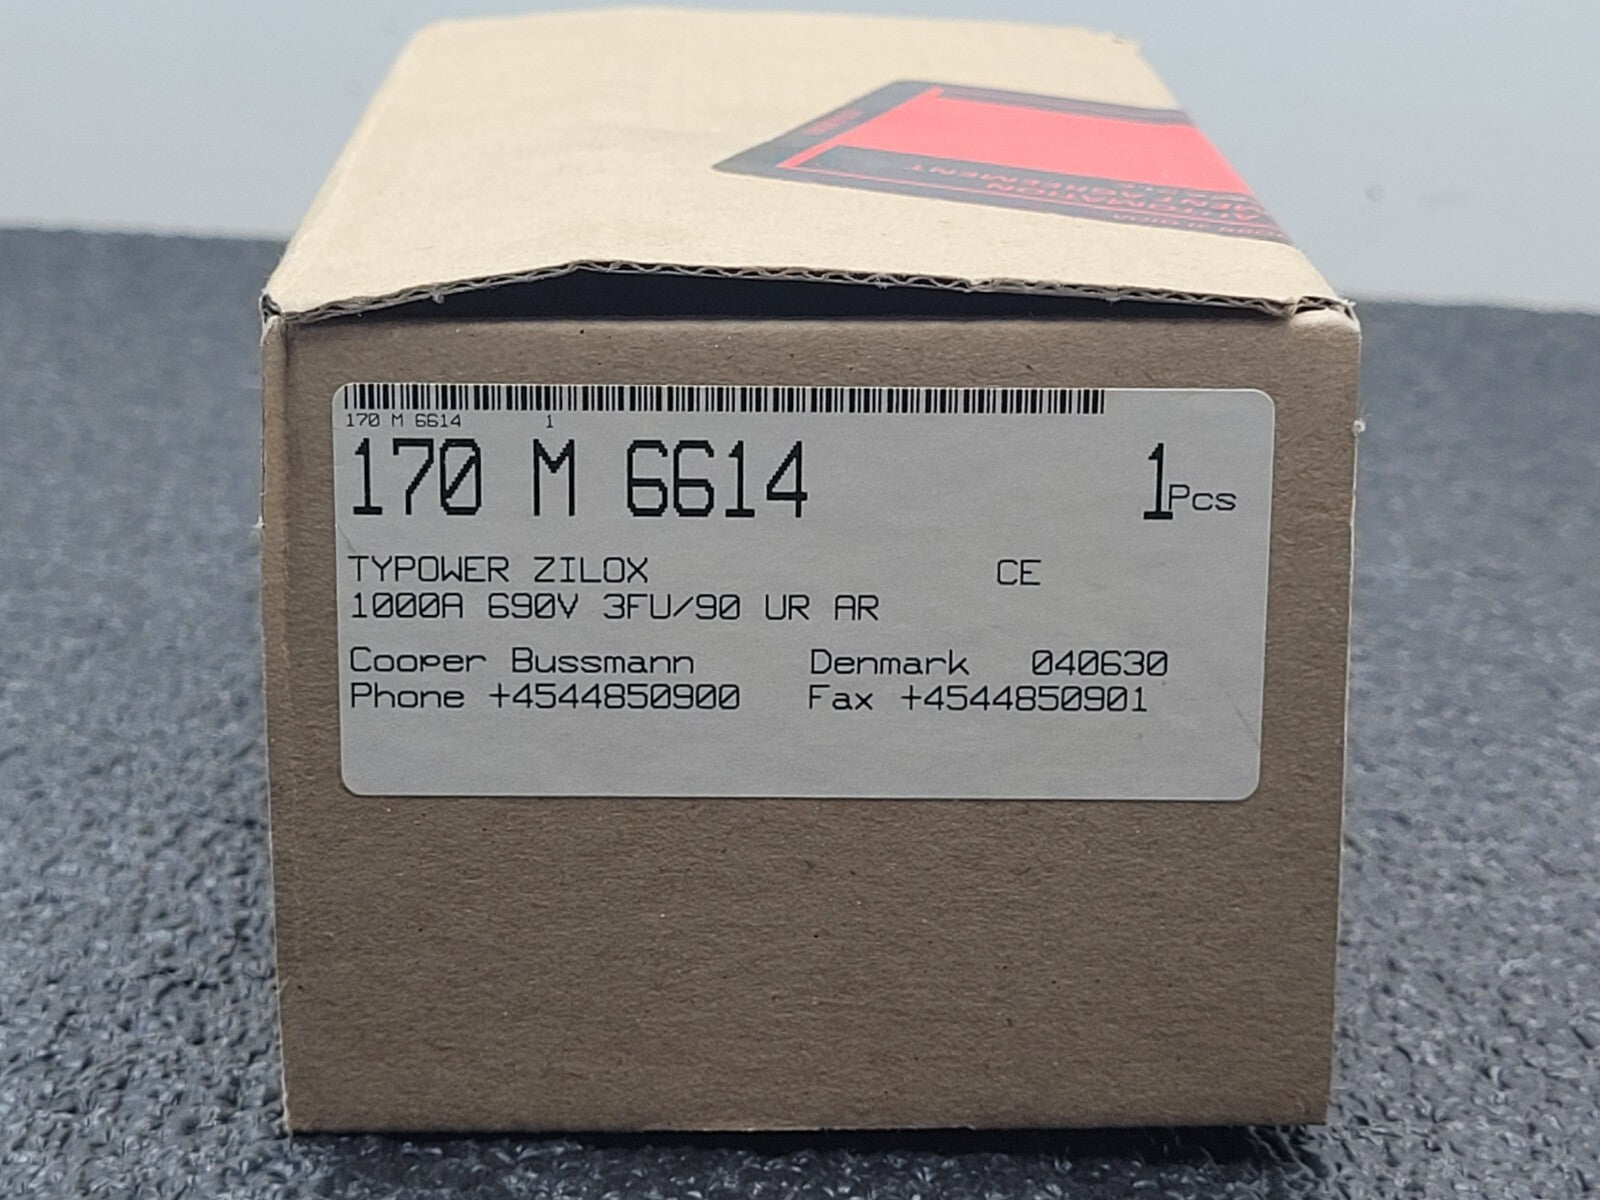 AUTOMATION
170 M 6614 1
170 M 6614 1Pcs
TYPOWER ZILOX CE
1000A 690V 3FU/90 UR AR
Cooper Bussmann Denmark 040630
Phone +4544850900 Fax +4544850901